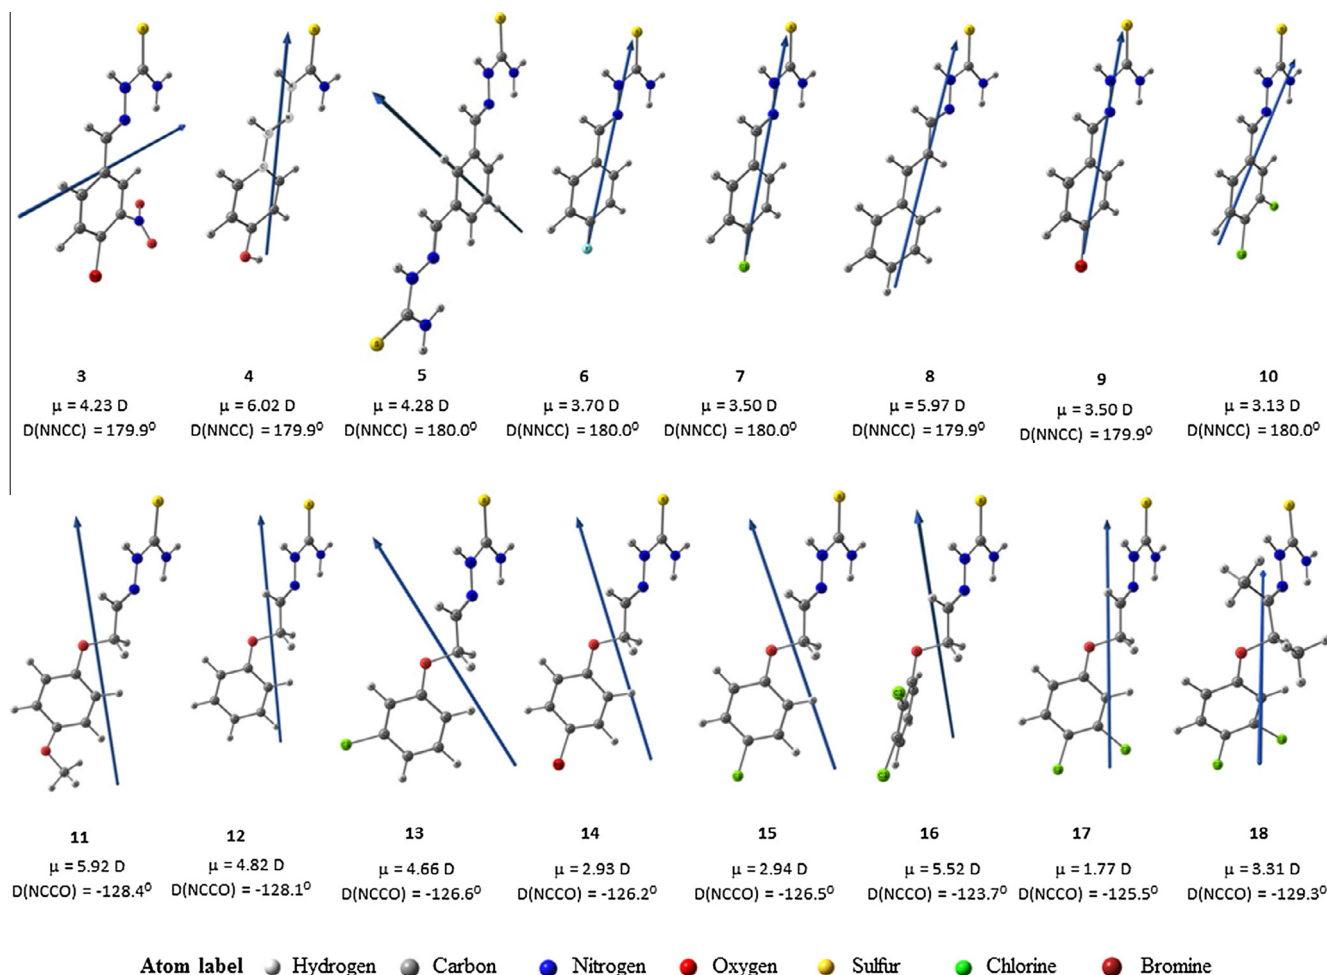 3 4 5 6 7 8 9 10
μ = 4.23 D μ = 6.02 D μ = 4.28 D μ = 3.70 D μ = 3.50 D μ = 5.97 D μ = 3.50 D μ = 3.13 D
D(NNCC) = 179.9⁰ D(NNCC) = 179.9⁰ D(NNCC) = 180.0⁰ D(NNCC) = 180.0⁰ D(NNCC) = 180.0⁰ D(NNCC) = 179.9⁰ D(NNCC) = 179.9⁰ D(NNCC) = 180.0⁰
11 12 13 14 15 16 17 18
μ = 5.92 D μ = 4.82 D μ = 4.66 D μ = 2.93 D μ = 2.94 D μ = 5.52 D μ = 1.77 D μ = 3.31 D
D(NCCO) = -128.4⁰ D(NCCO) = -128.1⁰ D(NCCO) = -126.6⁰ D(NCCO) = -126.2⁰ D(NCCO) = -126.5⁰ D(NCCO) = -123.7⁰ D(NCCO) = -125.5⁰ D(NCCO) = -129.3⁰
Atom label Hydrogen Carbon Nitrogen Oxygen Sulfur Chlorine Bromine